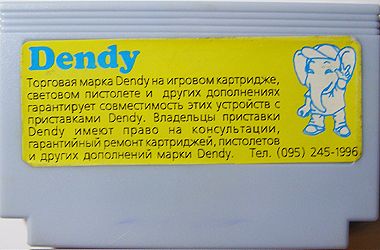 Dendy
Торговая марка Dendy на игровом картридже,
световом пистолете и других дополнениях
гарантирует совместимость этих устройств с
приставками Dendy. Владельцы приставки
Dendy имеют право на консультации,
гарантийный ремонт картриджей, пистолетов
и других дополнений марки Dendy. Тел. (095) 245-1996